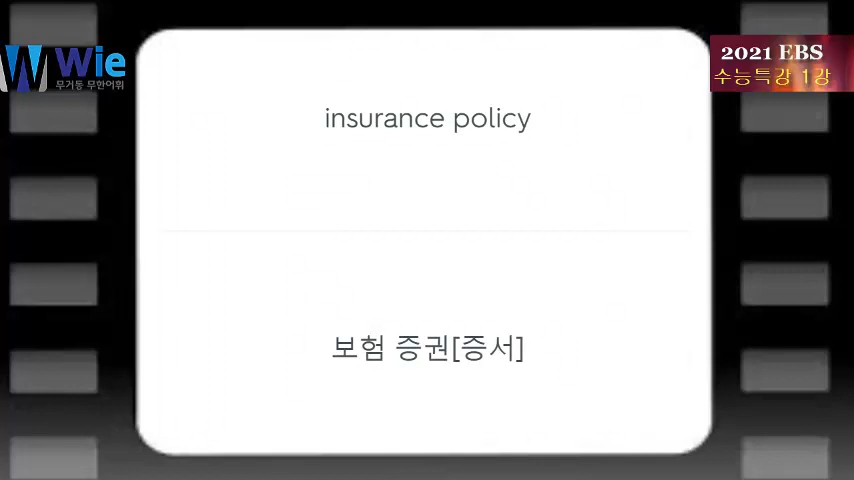 Wie
무거동 무한어휘
2021 EBS
수능특강 1강
insurance policy
보험 증권[증서]